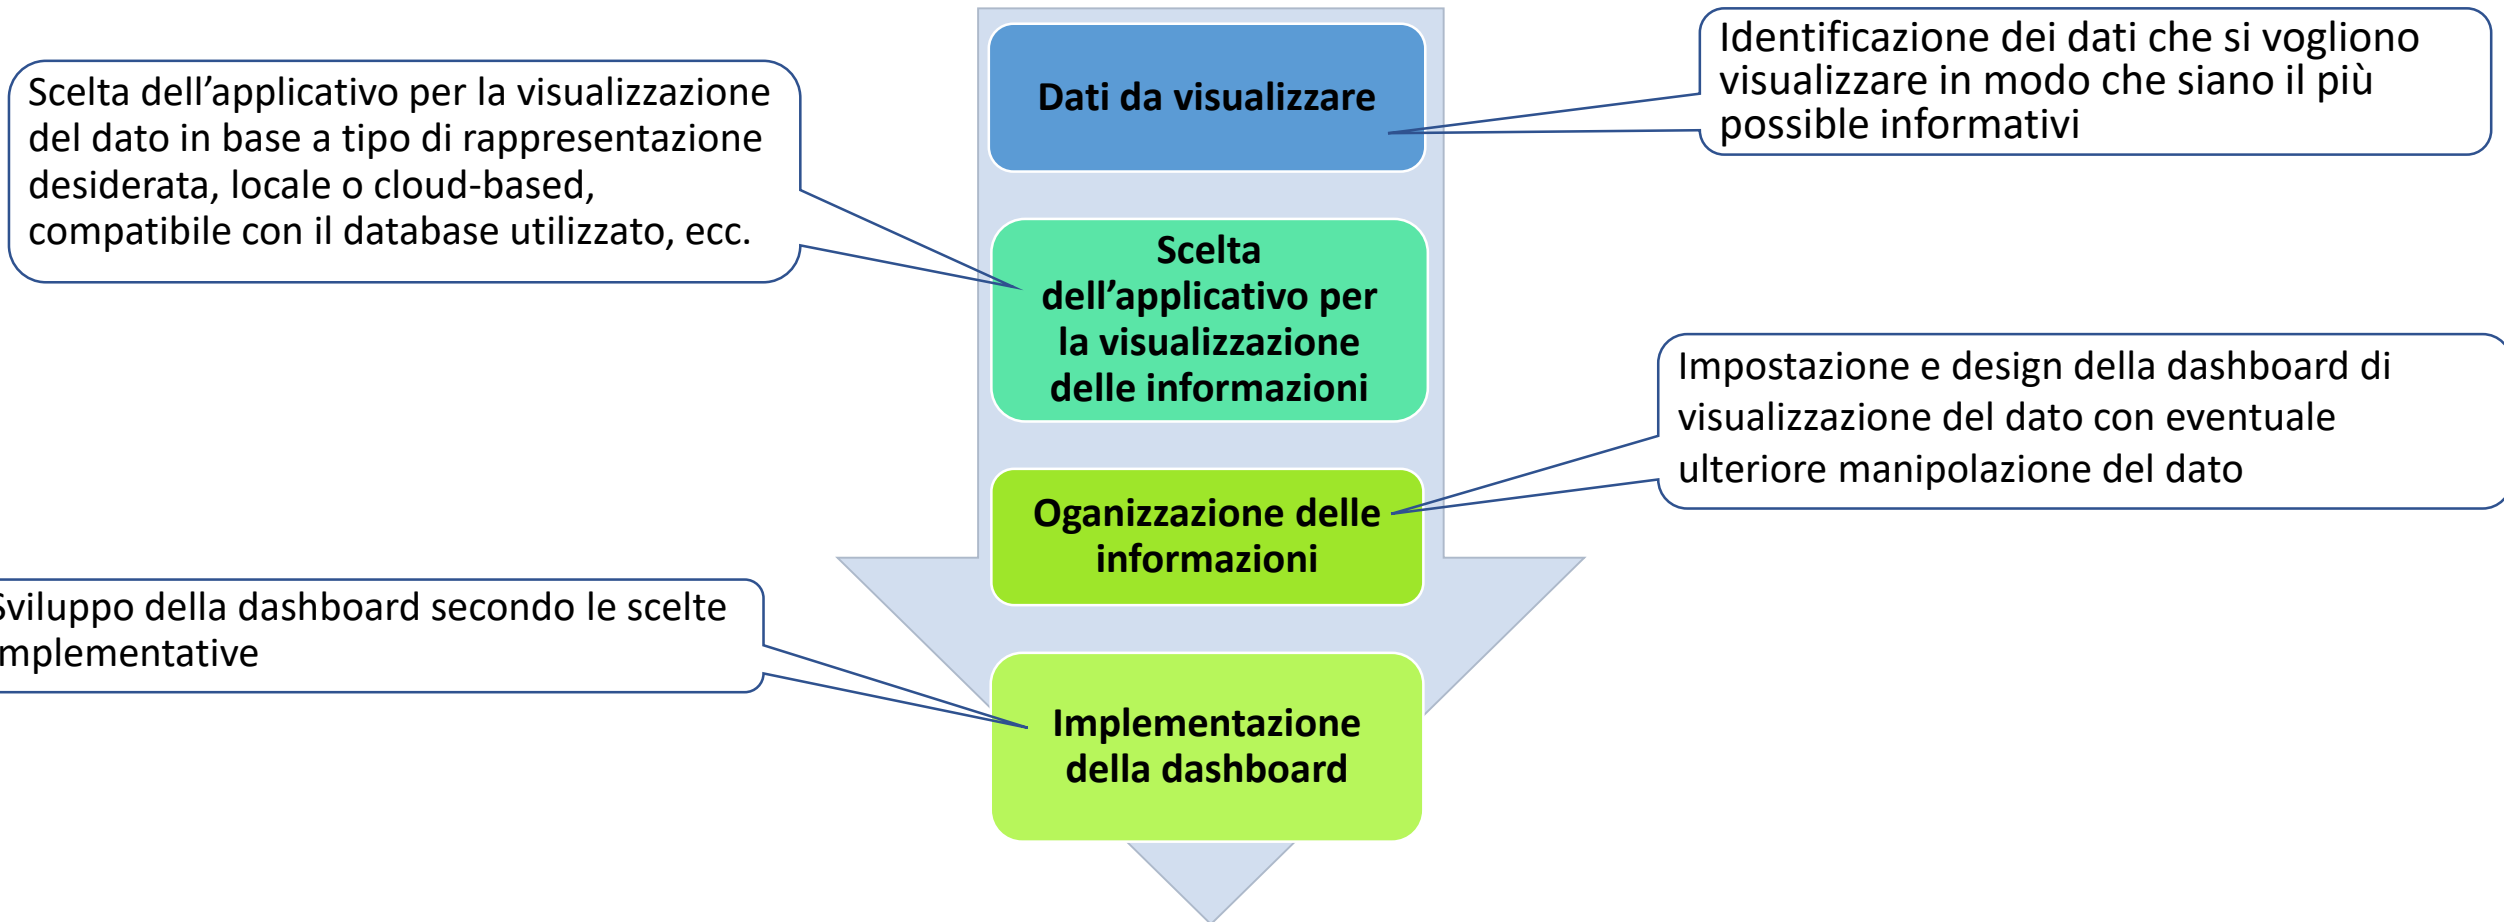 Dati da visualizzare
Identificazione dei dati che si vogliono
visualizzare in modo che siano il più
possible informativi
Scelta dell’applicativo per la visualizzazione
del dato in base a tipo di rappresentazione
desiderata, locale o cloud-based,
compatibile con il database utilizzato, ecc.
Scelta
dell’applicativo per
la visualizzazione
delle informazioni
Impostazione e design della dashboard di
visualizzazione del dato con eventuale
ulteriore manipolazione del dato
Oganizzazione delle
informazioni
Sviluppo della dashboard secondo le scelte
implementative
Implementazione
della dashboard